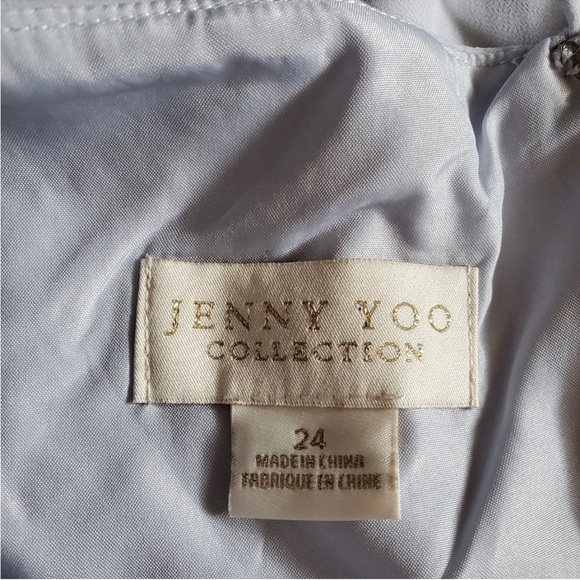 JENNY YOO
COLLECTION
24
MADE IN CHINA
FABRIQUE EN CHINE